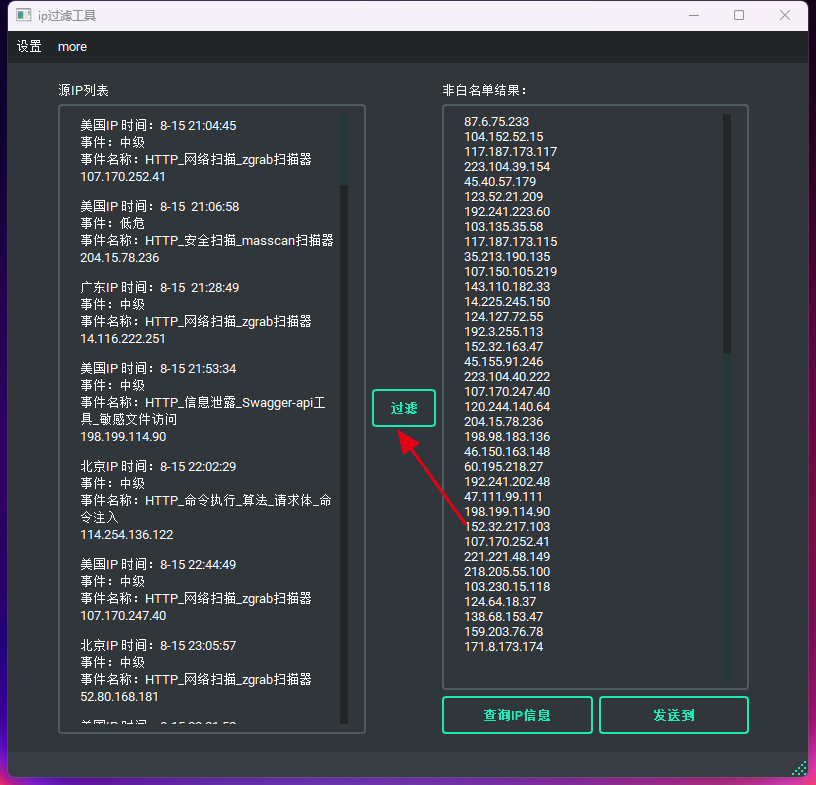 ip过滤工具
设置 more
源IP列表
美国IP 时间：8-15 21:04:45
事件：中级
事件名称：HTTP_网络扫描_zgrab扫描器
107.170.252.41
美国IP 时间：8-15 21:06:58
事件：低危
事件名称：HTTP_安全扫描_masscan扫描器
204.15.78.236
广东IP 时间：8-15 21:28:49
事件：中级
事件名称：HTTP_网络扫描_zgrab扫描器
14.116.222.251
美国IP 时间：8-15 21:53:34
事件：中级
事件名称：HTTP_信息泄露_Swagger-api工
具_敏感文件访问
198.199.114.90
北京IP 时间：8-15 22:02:29
事件：中级
事件名称：HTTP_命令执行_算法_请求体_命
令注入
114.254.136.122
美国IP 时间：8-15 22:44:49
事件：中级
事件名称：HTTP_网络扫描_zgrab扫描器
107.170.247.40
北京IP 时间：8-15 23:05:57
事件：中级
事件名称：HTTP_网络扫描_zgrab扫描器
52.80.168.181
过滤
非白名单结果：
87.6.75.233
104.152.52.15
117.187.173.117
223.104.39.154
45.40.57.179
123.52.21.209
192.241.223.60
103.135.35.58
117.187.173.115
35.213.190.135
107.150.105.219
143.110.182.33
14.225.245.150
124.127.72.55
192.3.255.113
152.32.163.47
45.155.91.246
223.104.40.222
107.170.247.40
120.244.140.64
204.15.78.236
198.98.183.136
46.150.163.148
60.195.218.27
192.241.202.48
47.111.99.111
198.199.114.90
152.32.217.103
107.170.252.41
221.221.48.149
218.205.55.100
103.230.15.118
124.64.18.37
138.68.153.47
159.203.76.78
171.8.173.174
查询IP信息
发送到